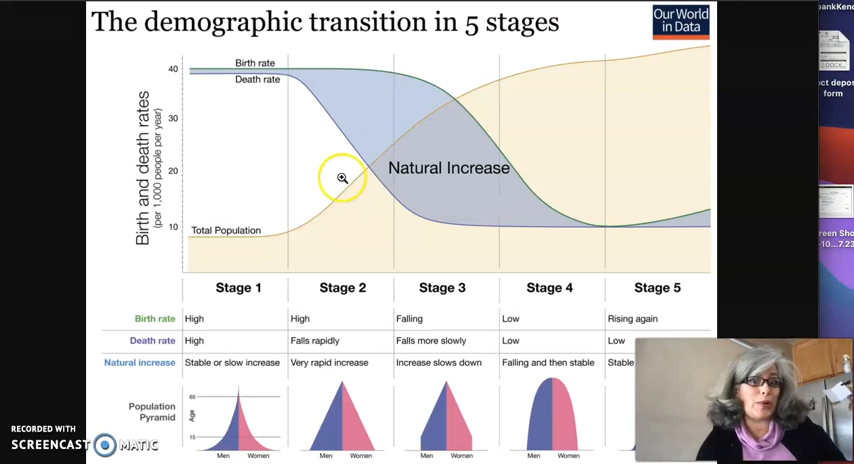 The demographic transition in 5 stages
Our World
in Data
Birth rate
Death rate
40
30
20
10
Birth and death rates
(per 1,000 people per year)
Natural Increase
Total Population
Stage 1 Stage 2 Stage 3 Stage 4 Stage 5
Birth rate High High Falling Low Rising again
Death rate High Falls rapidly Falls more slowly Low Low
Natural increase Stable or slow increase Very rapid increase Increase slows down Falling and then stable Stable
Population
Pyramid
Age
65
15
Men Women Men Women Men Women Men Women
RECORDED WITH
SCREENCAST MATIC
DOCX
form